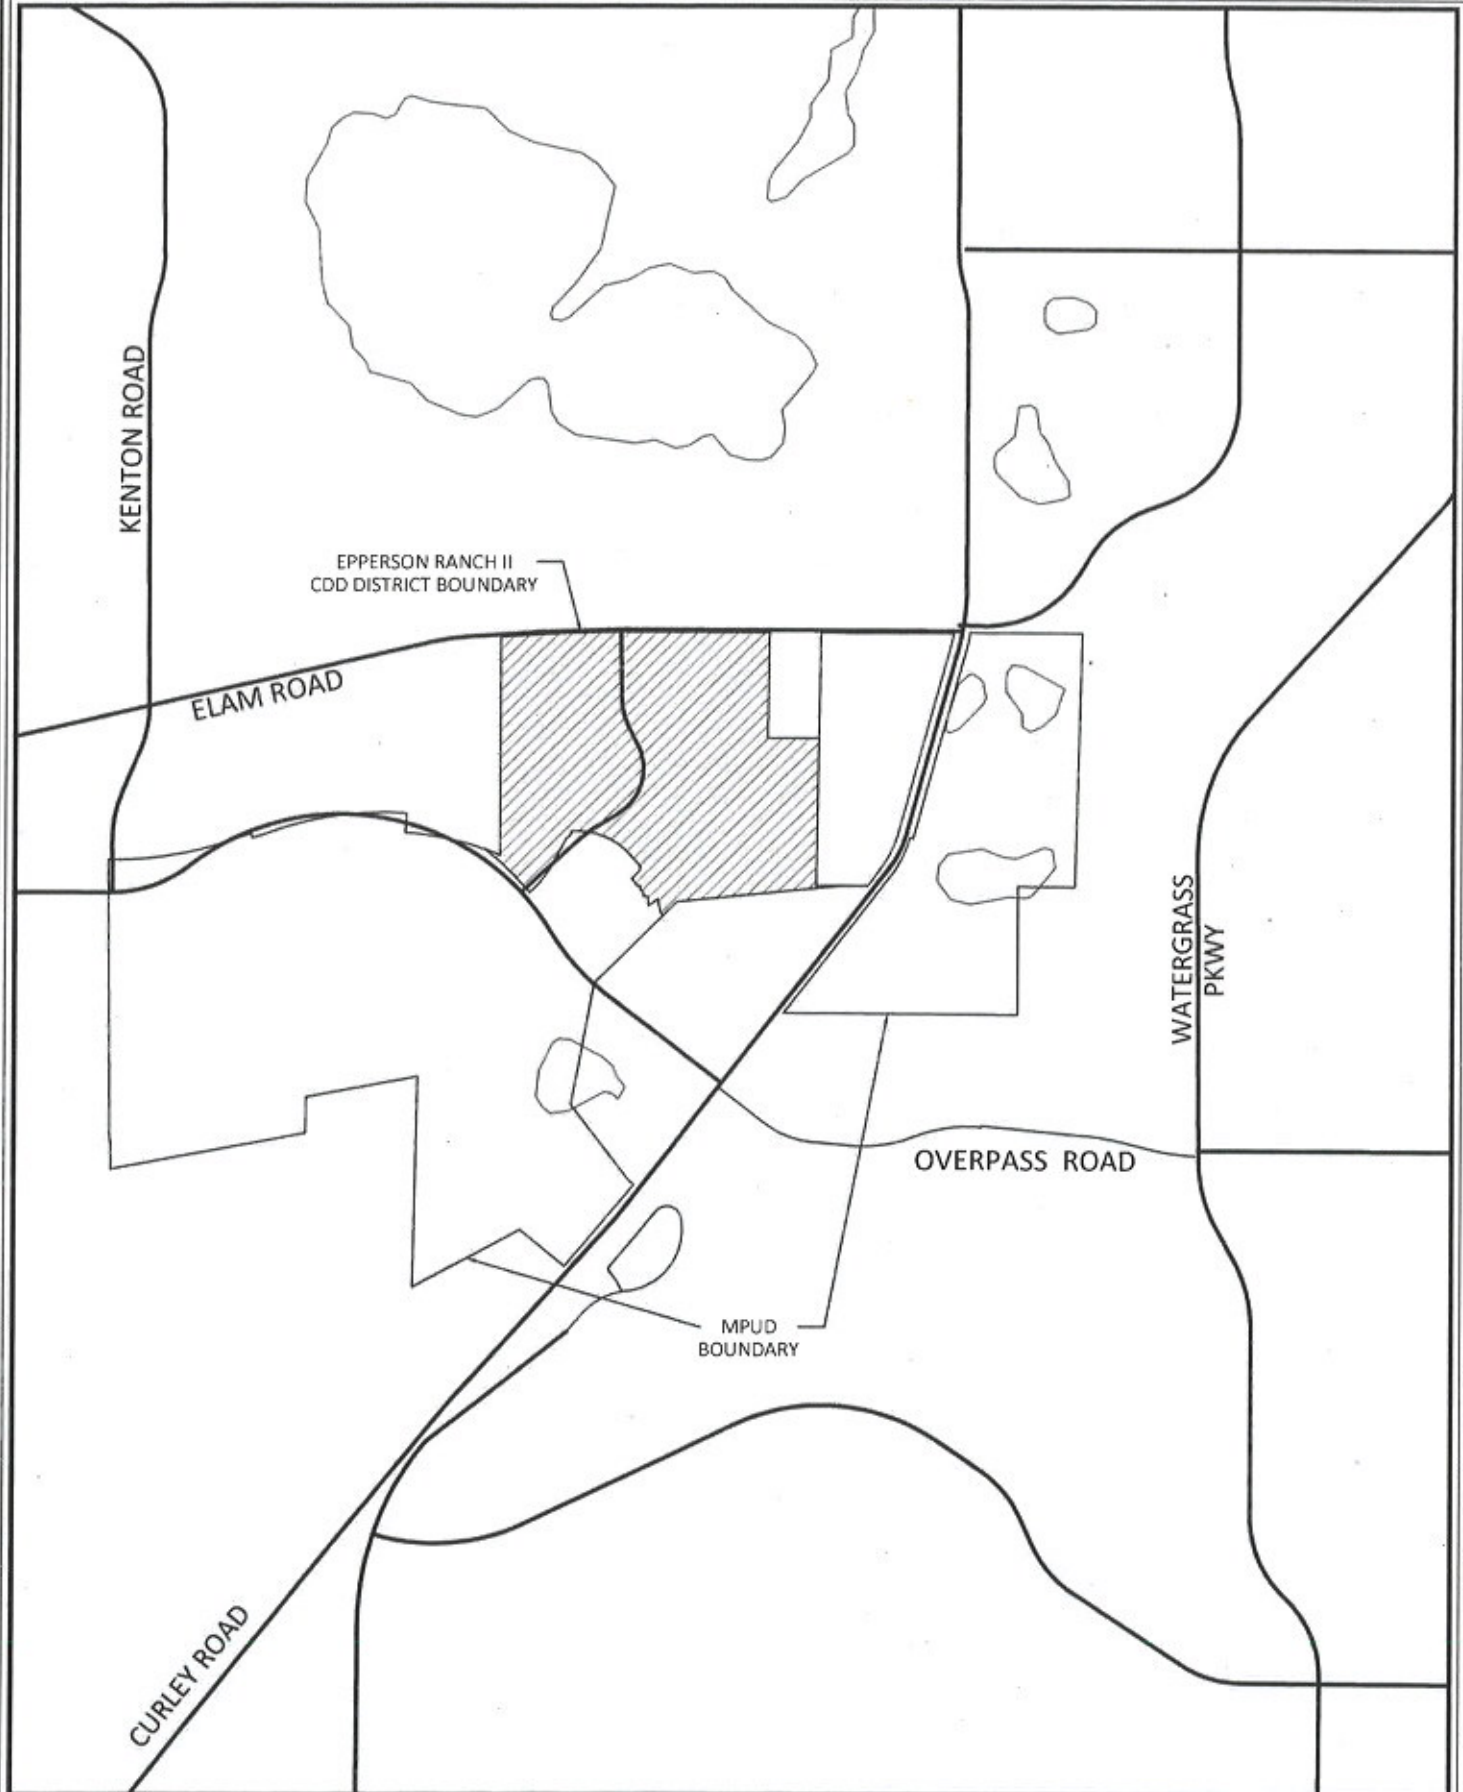 KENTON ROAD
EPPERSON RANCH II
CDD DISTRICT BOUNDARY
ELAM ROAD
WATERGRASS
PKWY
OVERPASS ROAD
MPUD
BOUNDARY
CURLEY ROAD